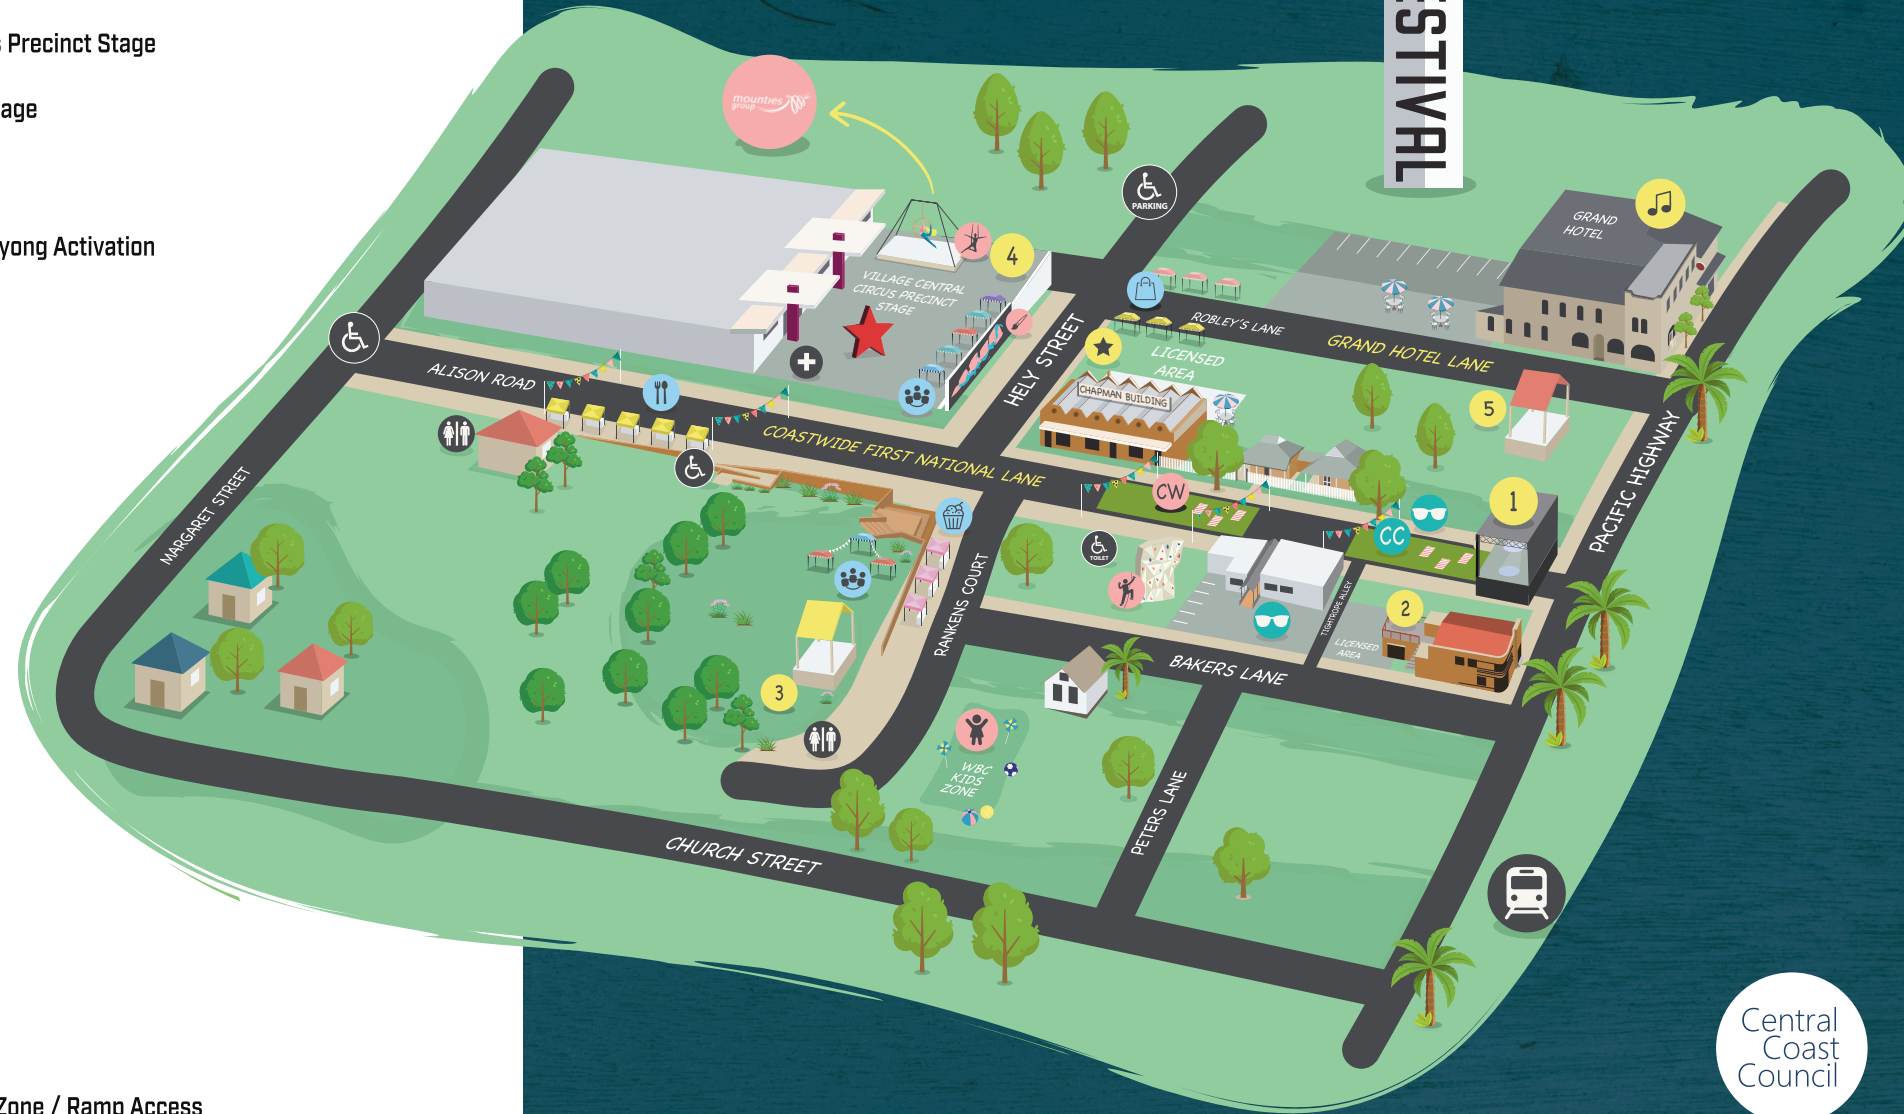 s Precinct Stage
age
yong Activation
Zone / Ramp Access
STIVAL
mounties
group
PARKING
GRAND
HOTEL
4
VILLAGE CENTRAL
CIRCUS PRECINCT
STAGE
ROBLEY'S LANE
GRAND HOTEL LANE
LICENSED
AREA
HELY STREET
ALISON ROAD
CHAPMAN BUILDING
5
COASTWIDE FIRST NATIONAL LANE
PACIFIC HIGHWAY
MARGARET STREET
CW
1
CC
TOILET
RANKENS COURT
TIGHTROPE ALLEY
2
LICENSED
AREA
BAKERS LANE
3
WBC
KIDS
ZONE
PETERS LANE
CHURCH STREET
Central
Coast
Council